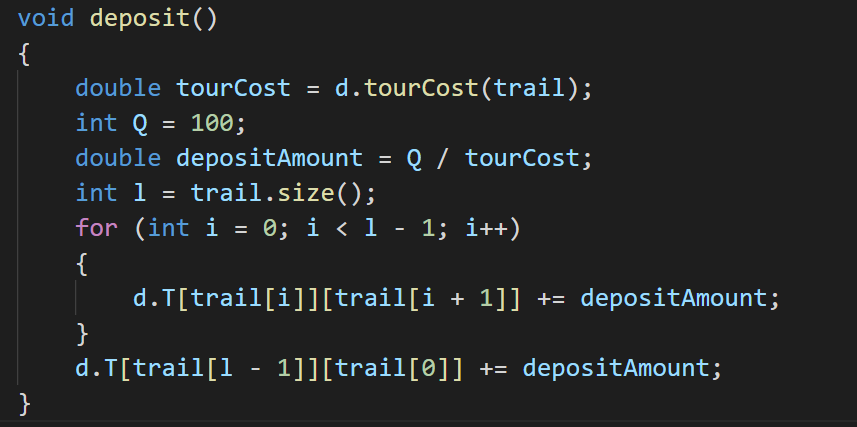 void deposit()
{
    double tourCost = d.tourCost(trail);
    int Q = 100;
    double depositAmount = Q / tourCost;
    int l = trail.size();
    for (int i = 0; i < l - 1; i++)
    {
        d.T[trail[i]][trail[i + 1]] += depositAmount;
    }
    d.T[trail[l - 1]][trail[0]] += depositAmount;
}